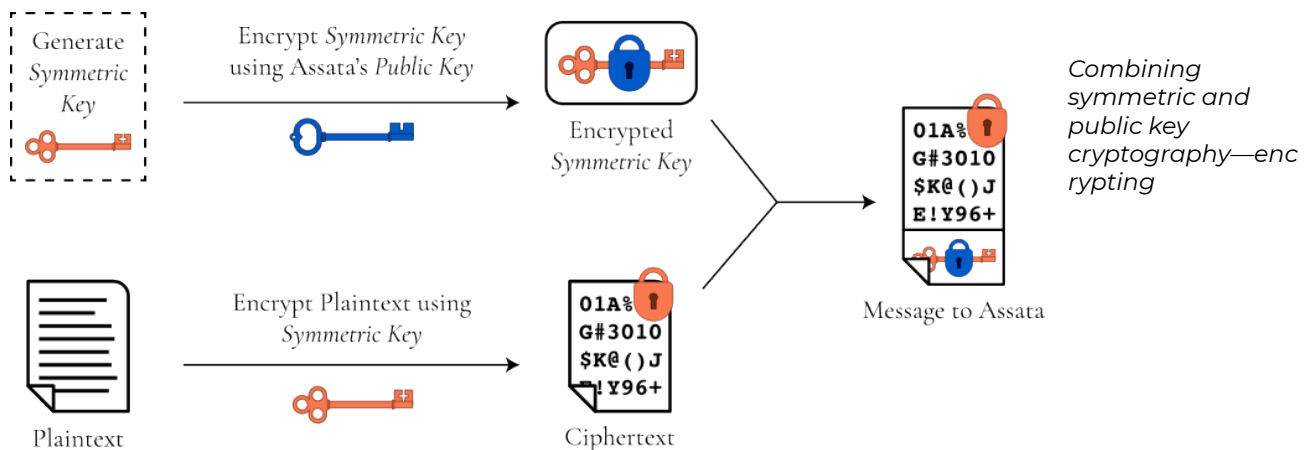 Generate
Symmetric
Key
Encrypt Symmetric Key
using Assata's Public Key
Encrypted
Symmetric Key
Plaintext
Encrypt Plaintext using
Symmetric Key
01A%
G#3010
$K@()J
E!Y96+
Ciphertext
01A%
G#3010
$K@()J
E!Y96+
Message to Assata
Combining
symmetric and
public key
cryptography—enc
rypting